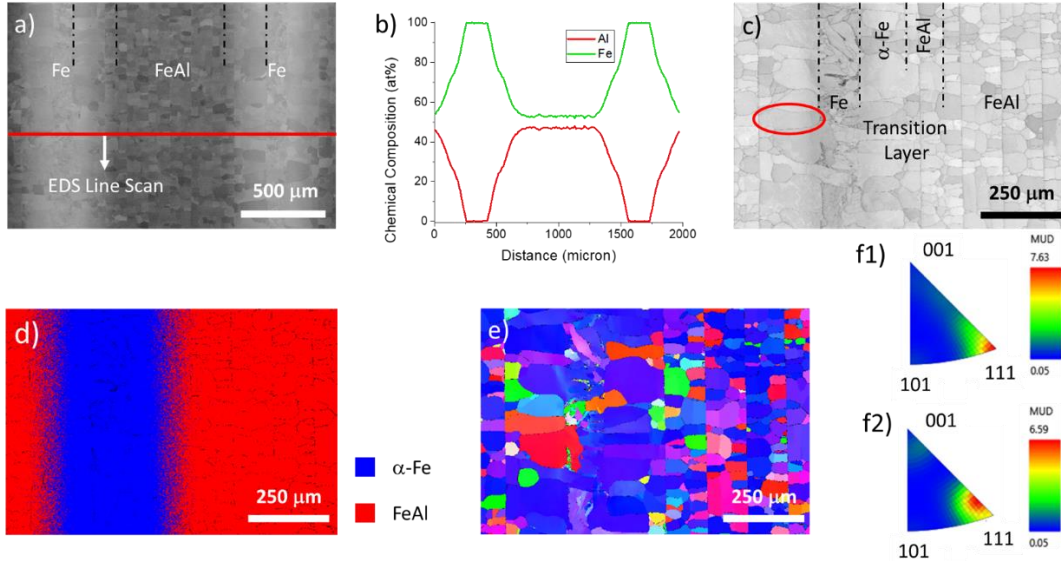 a)
Fe
FeAl
Fe
EDS Line Scan
500 µm
b)
Chemical Composition (at%)
100
80
60
40
20
0
Al
Fe
0
500
1000
1500
2000
Distance (micron)
c)
Fe
α-Fe
FeAl
FeAl
Transition
Layer
250 µm
d)
250 µm
α-Fe
FeAl
e)
250 µm
f1)
001
101
111
MUD
7.63
0.05
f2)
001
101
111
MUD
6.59
0.05